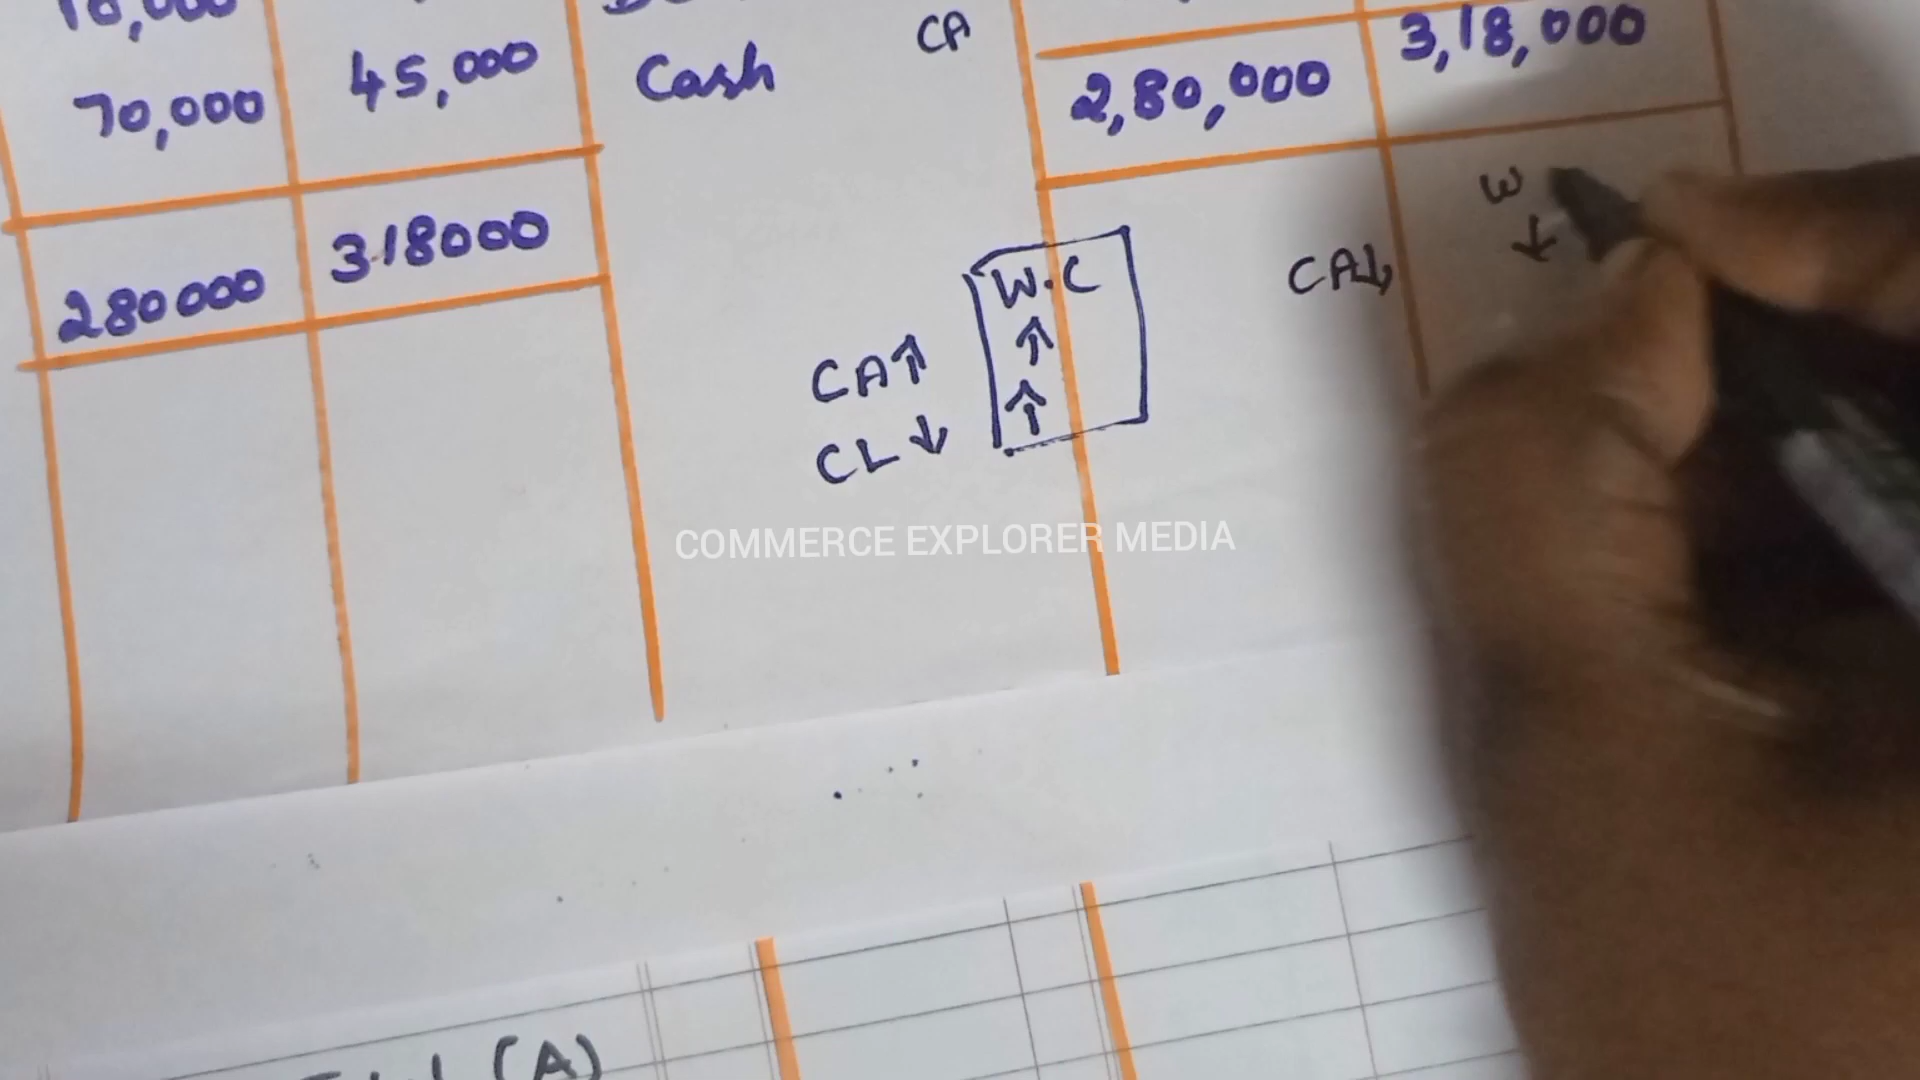 CA
3,18,000
45,000 Cash
70,000 2,80,000
W
318000
280000
W.C
CA↓
↓
CA↑ ↑
CL↓ ↑
COMMERCE EXPLORER MEDIA
(A)